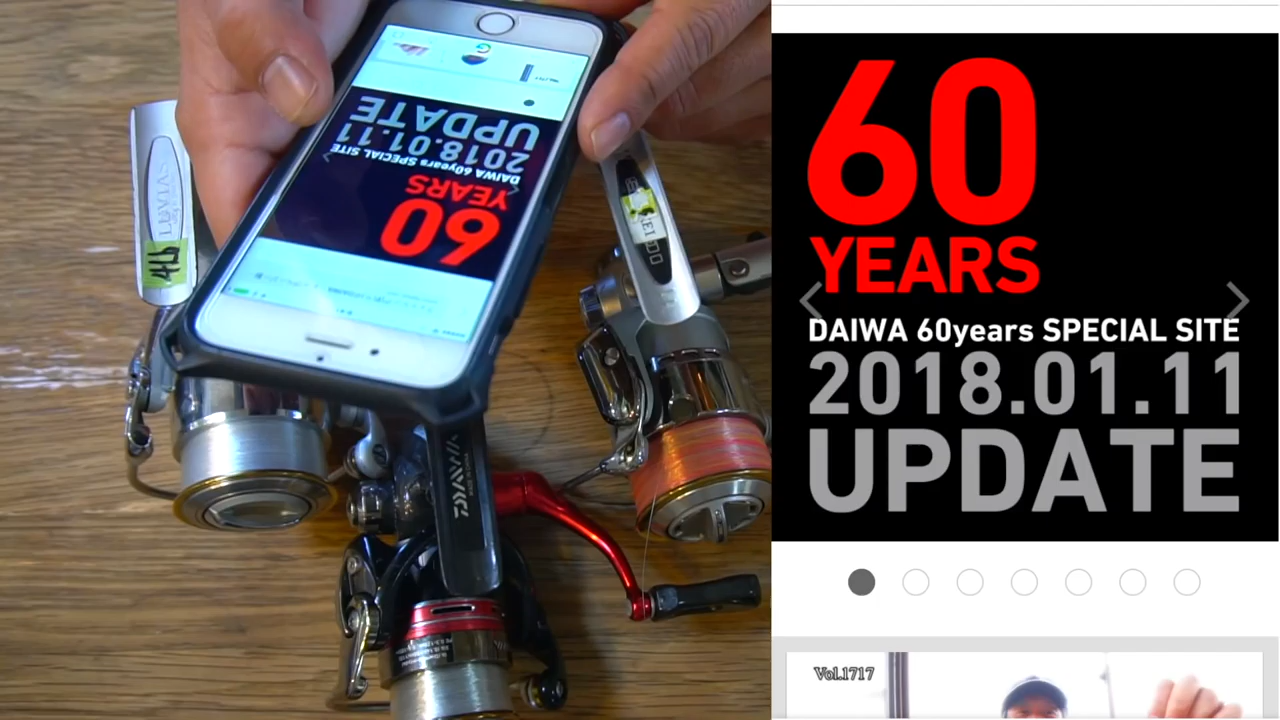 60
YEARS
DAIWA 60years SPECIAL SITE
2018.01.11
UPDATE
LUVIAS
ALG
DAIWA
60
YEARS
DAIWA 60years SPECIAL SITE
2018.01.11
UPDATE
Vol.1717